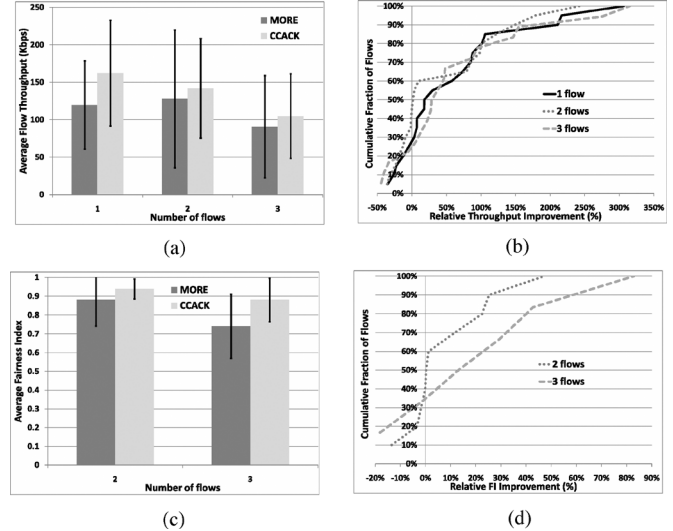 (a)
Average Flow Throughput (Kbps)
250
200
150
100
50
0
MORE
CCACK
1 2 3
Number of flows
(b)
Cumulative Fraction of Flows
100%
90%
80%
70%
60%
50%
40%
30%
20%
10%
0%
1 flow
2 flows
3 flows
-50% 0% 50% 100% 150% 200% 250% 300% 350%
Relative Throughput Improvement (%)
(c)
Average Fairness Index
1
0.9
0.8
0.7
0.6
0.5
0.4
0.3
0.2
0.1
0
MORE
CCACK
2 3
Number of flows
(d)
Cumulative Fraction of Flows
100%
90%
80%
70%
60%
50%
40%
30%
20%
10%
0%
2 flows
3 flows
-20% -10% 0% 10% 20% 30% 40% 50% 60% 70% 80% 90%
Relative FI Improvement (%)